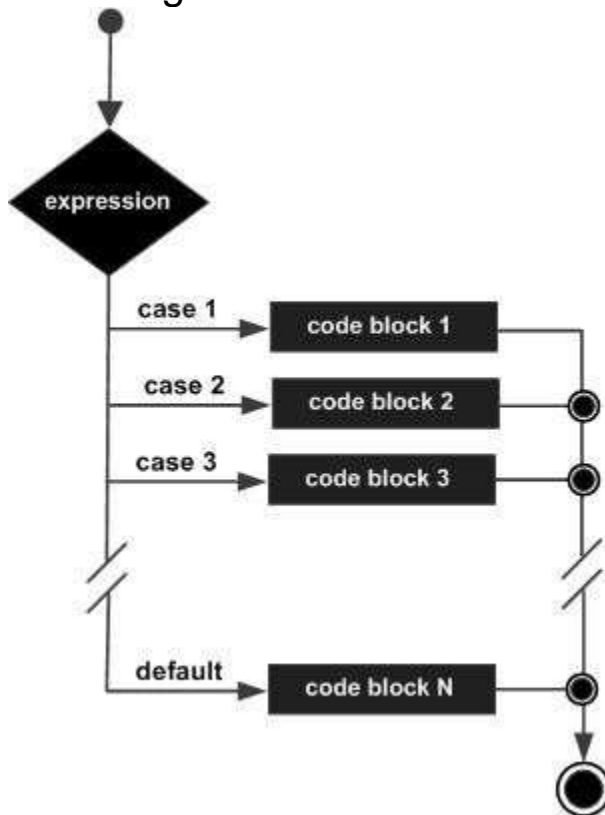 expression
case 1
code block 1
case 2
code block 2
case 3
code block 3
default
code block N